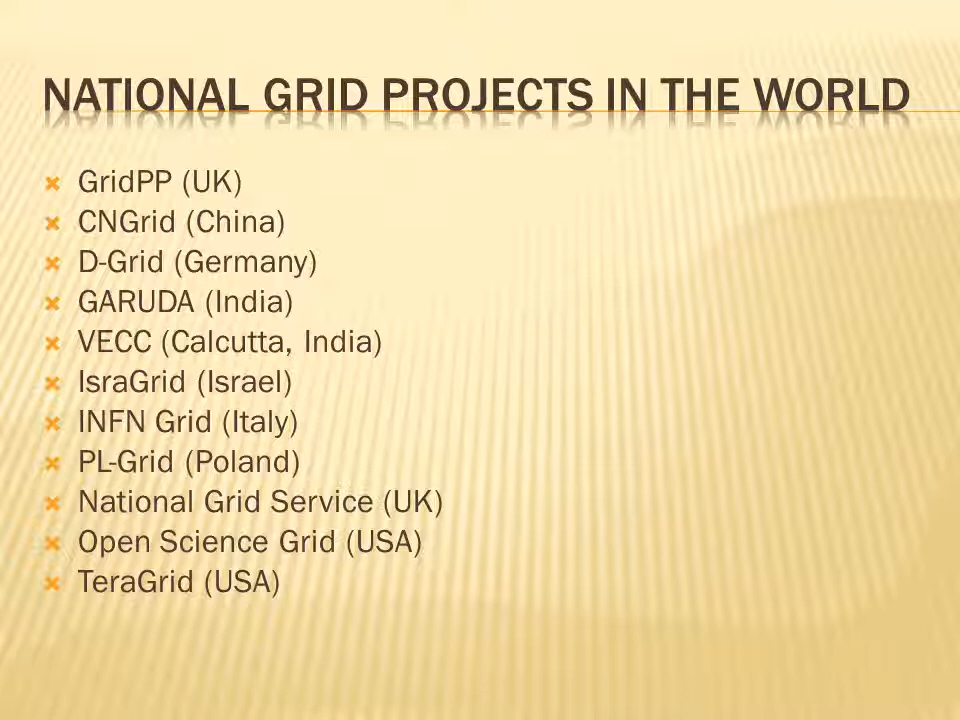 NATIONAL GRID PROJECTS IN THE WORLD
GridPP (UK)
CNGrid (China)
D-Grid (Germany)
GARUDA (India)
VECC (Calcutta, India)
IsraGrid (Israel)
INFN Grid (Italy)
PL-Grid (Poland)
National Grid Service (UK)
Open Science Grid (USA)
TeraGrid (USA)